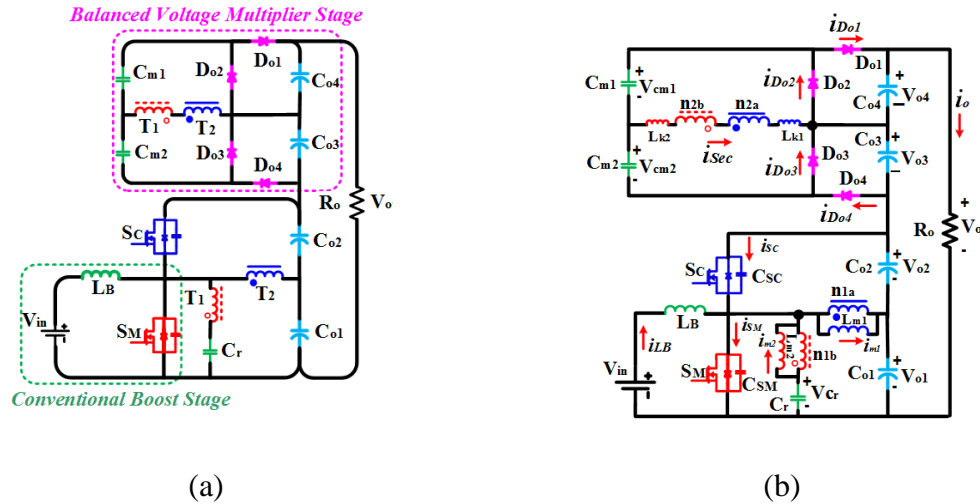 Balanced Voltage Multiplier Stage
Do1
Cm1
Do2
Co4
T1
T2
Cm2
Do3
Co3
Do4
Ro
Vo
SC
Co2
LB
T1
T2
Vin
SM
Cr
Co1
Conventional Boost Stage
(a)
iDo1
Do1
Cm1
Vcm1
iDo2
Do2
Co4
Vo4
io
n2b
n2a
Lk2
Lk1
iSec
Cm2
Vcm2
iDo3
Do3
Co3
Vo3
Do4
iDo4
Ro
Vo
iSC
SC
CSC
Co2
Vo2
n1a
LB
Lm1
iSM
iLB
im2
Lm2
n1b
im1
Vin
SM
CSM
Co1
Vo1
Cr
VCr
(b)